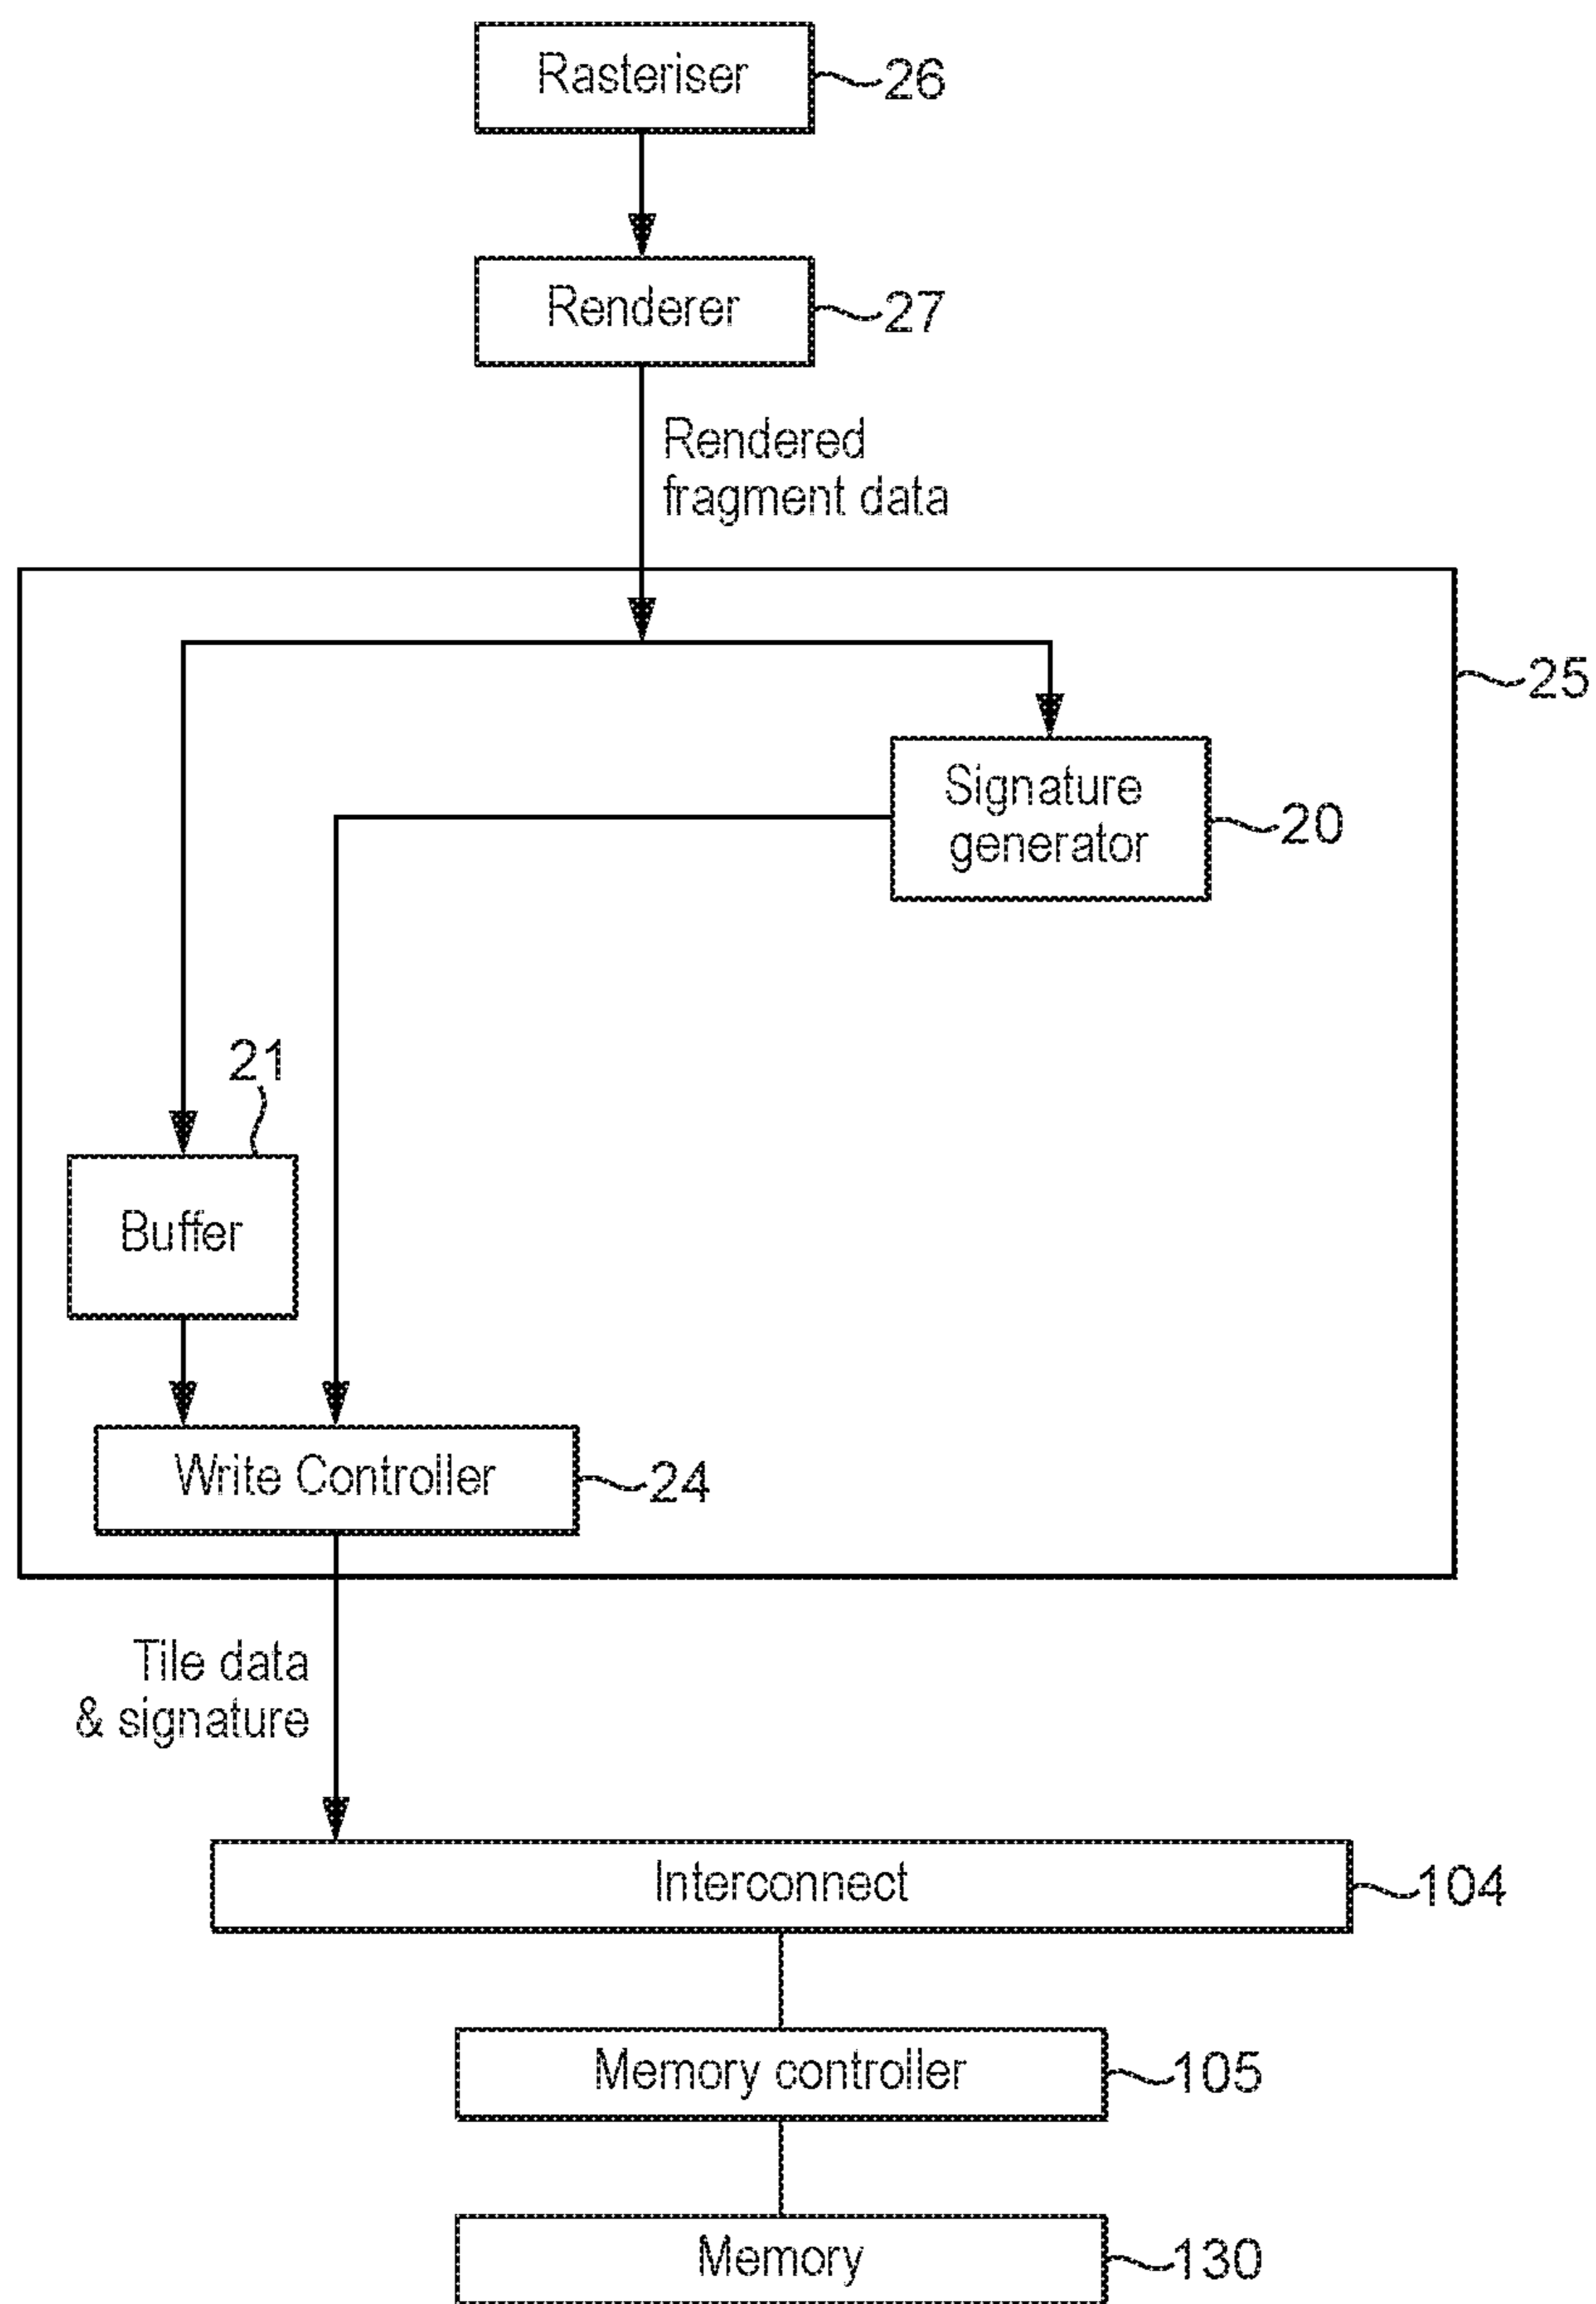 Rasteriser
26
Renderer
27
Rendered
fragment data
25
Signature
generator
20
21
Buffer
Write Controller
24
Tile data
& signature
Interconnect
104
Memory controller
105
Memory
130